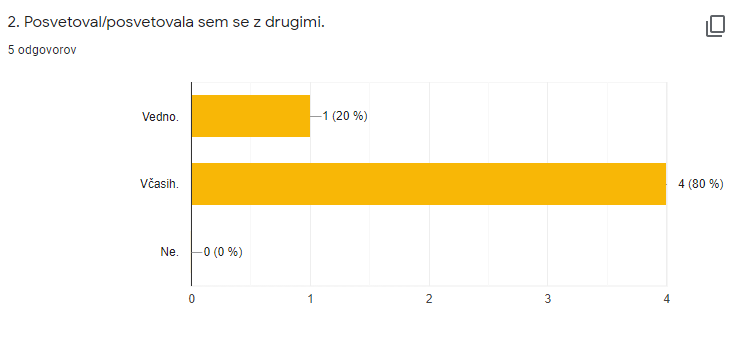 2. Posvetoval/posvetovala sem se z drugimi.
5 odgovorov
Vedno.
1 (20 %)
Včasih.
4 (80 %)
Ne.
0 (0 %)
0 1 2 3 4